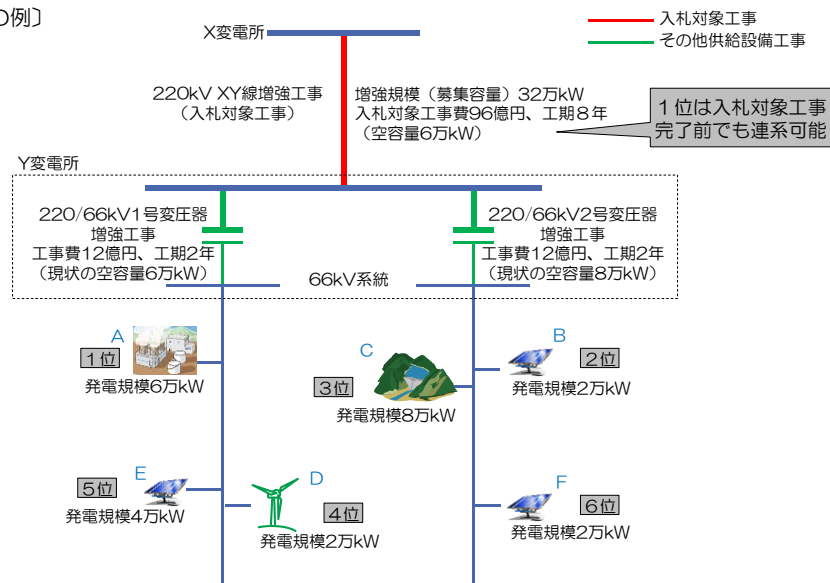 の例〕
入札対象工事
その他供給設備工事
X変電所
220kV XY線増強工事
(入札対象工事)
増強規模(募集容量)32万kW
入札対象工事費96億円、工期8年
(空容量6万kW)
1位は入札対象工事
完了前でも連系可能
Y変電所
220/66kV1号変圧器
増強工事
工事費12億円、工期2年
(現状の空容量6万kW)
220/66kV2号変圧器
増強工事
工事費12億円、工期2年
(現状の空容量8万kW)
66kV系統
A
1位
発電規模6万kW
C
3位
発電規模8万kW
B
2位
発電規模2万kW
E
5位
発電規模4万kW
D
4位
発電規模2万kW
F
6位
発電規模2万kW